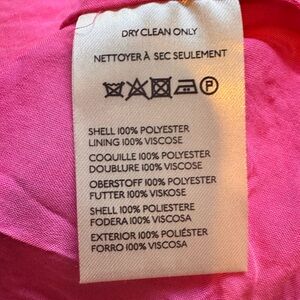 DRY CLEAN ONLY
NETTOYER À SEC SEULEMENT
P
SHELL 100% POLYESTER
LINING 100% VISCOSE
COQUILLE 100% POLYESTER
DOUBLURE 100% VISCOSE
OBERSTOFF 100% POLYESTER
FUTTER 100% VISKOSE
SHELL 100% POLIESTERE
FODERA 100% VISCOSA
EXTERIOR 100% POLIÉSTER
FORRO 100% VISCOSA